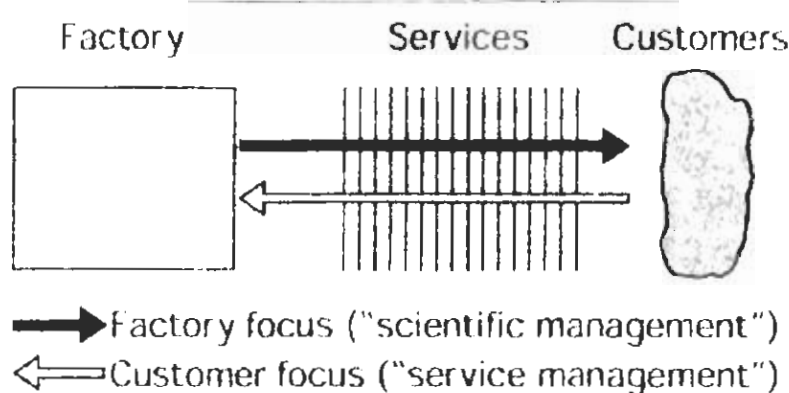 Factory Services Customers
Factory focus ("scientific management")
Customer focus ("service management")